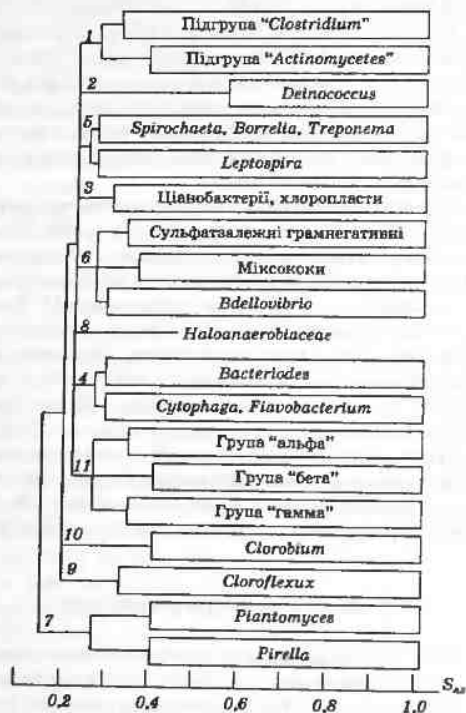 1 Підгрупа "Clostridium"
Підгрупа "Actinomycetes"
2 Deinococcus
5 Spirochaeta, Borrelia, Treponema
Leptospira
3 Ціанобактерії, хлоропласти
Сульфатзалежні грамнегативні
6 Міксококи
Bdellovibrio
8 Haloanaerobiaceae
Bacteriodes
4 Cytophaga, Flavobacterium
Група "альфа"
11 Група "бета"
Група "гамма"
10 Clorobium
9 Cloroflexux
Plantomyces
7 Pirella
0,2 0,4 0,6 0,8 1,0